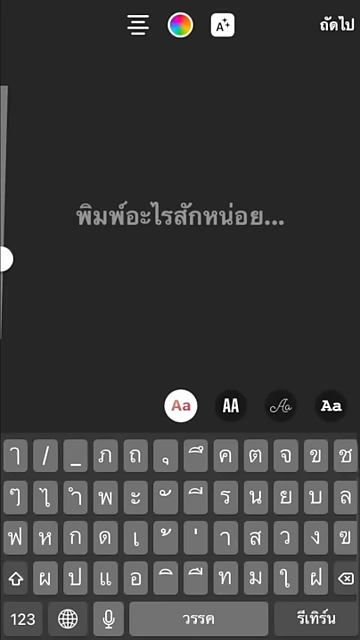 ถัดไป
พิมพ์อะไรสักหน่อย...
Aa AA Aa Aa
ๅ / _ ภ ถ ุ ึ ค ต จ ข ช
ๆ ไ ำ พ ะ ั ี ร น ย บ ล
ฟ ห ก ด เ ้ ่ า ส ว ง ฃ
ผ ป แ อ ิ ื ท ม ใ ฝ
123 วรรค รีเทิร์น